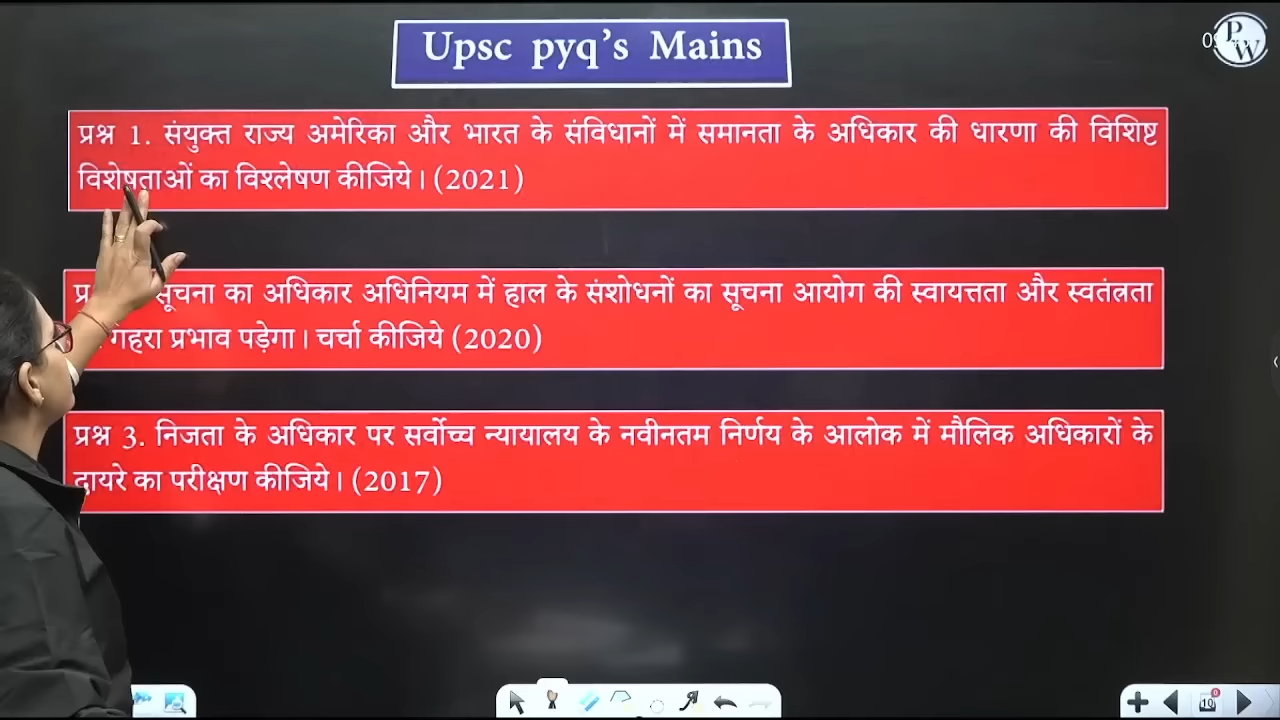 Upsc pyq's Mains
PW
प्रश्न 1. संयुक्त राज्य अमेरिका और भारत के संविधानों में समानता के अधिकार की धारणा की विशिष्ट
विशेषताओं का विश्लेषण कीजिये। (2021)
सूचना का अधिकार अधिनियम में हाल के संशोधनों का सूचना आयोग की स्वायत्तता और स्वतंत्रता
गहरा प्रभाव पड़ेगा। चर्चा कीजिये (2020)
प्रश्न 3. निजता के अधिकार पर सर्वोच्च न्यायालय के नवीनतम निर्णय के आलोक में मौलिक अधिकारों के
दायरे का परीक्षण कीजिये। (2017)
10